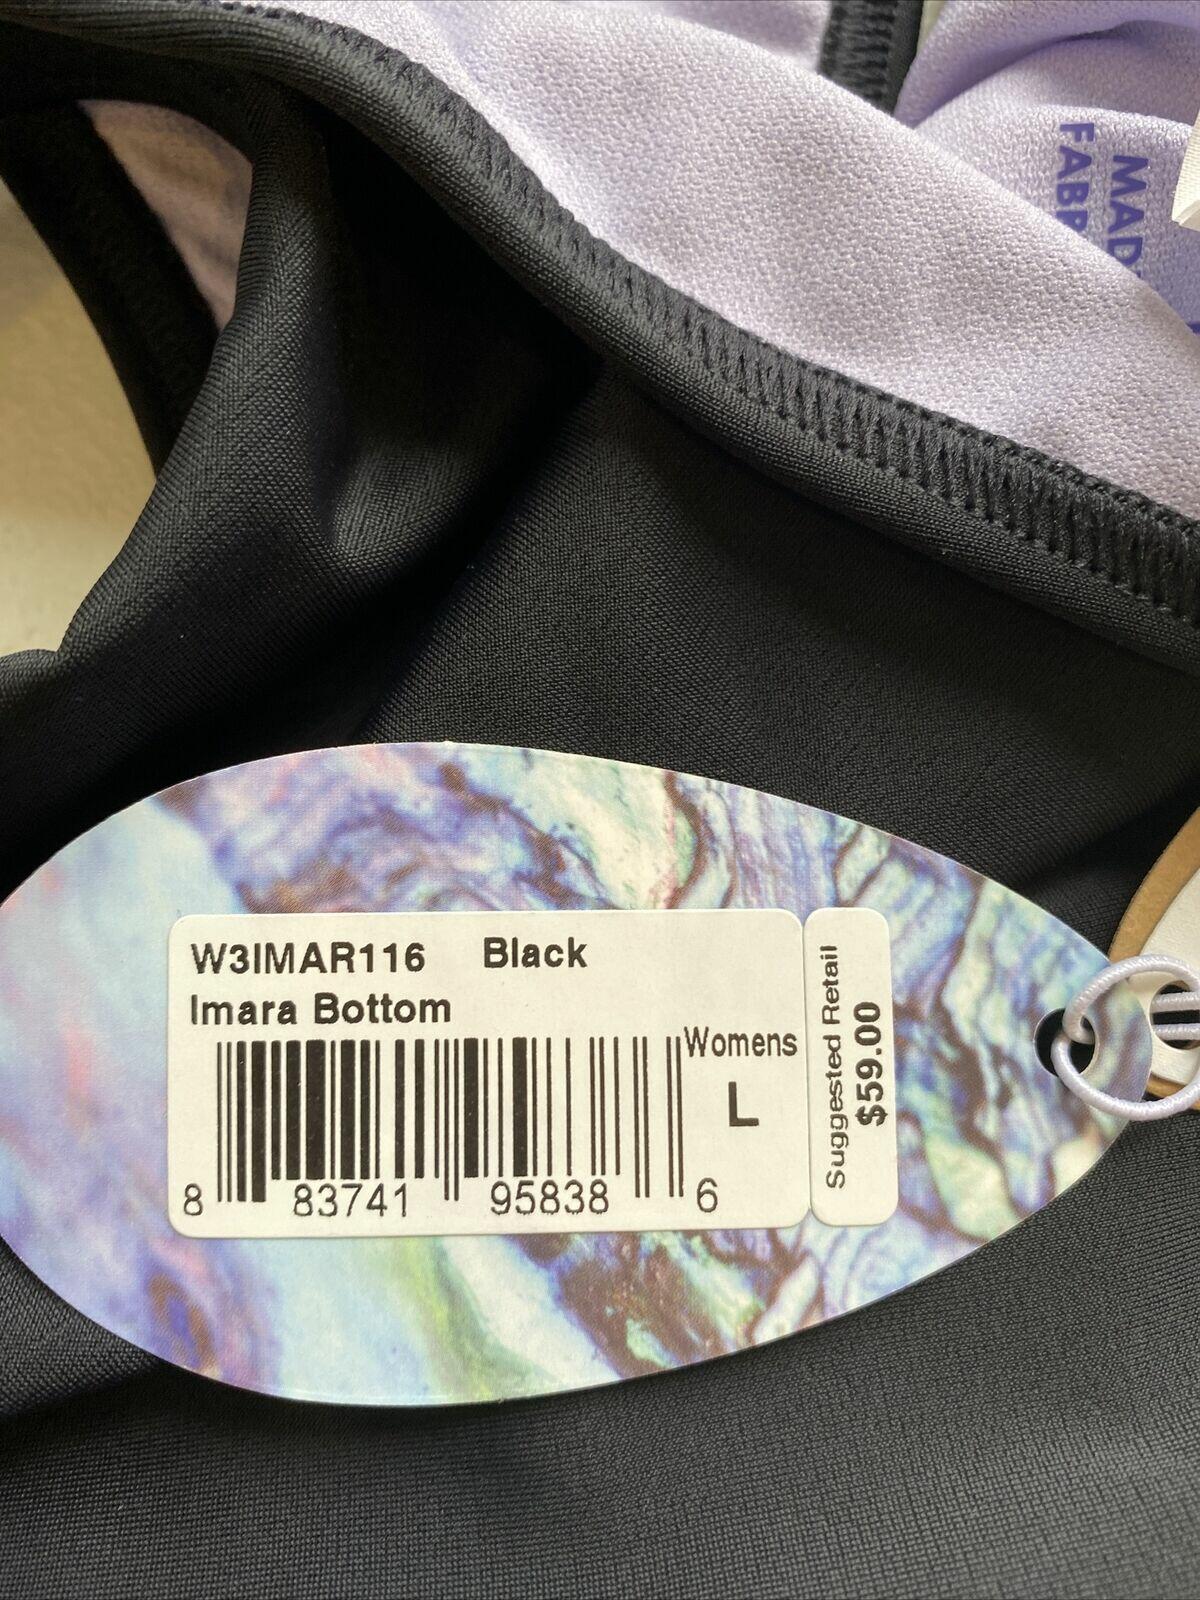 MAD
FABR
W3IMAR116 Black
Imara Bottom
Womens
L
8 83741 95838 6
Suggested Retail
$59.00